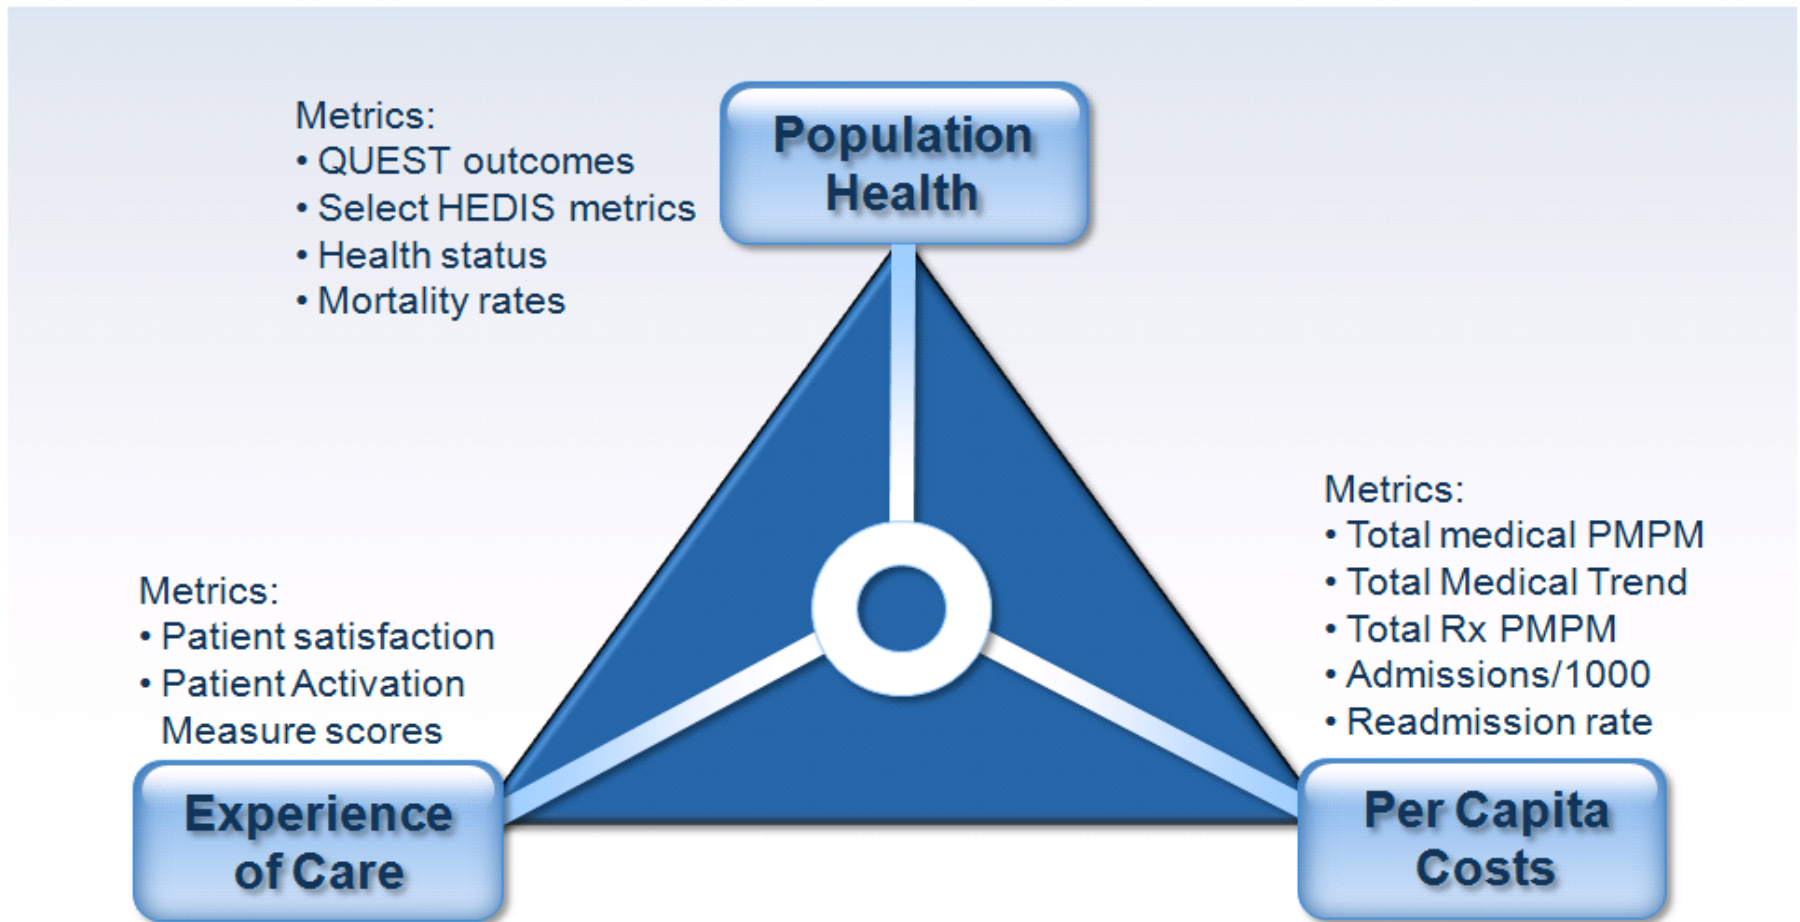 Metrics:
• QUEST outcomes
• Select HEDIS metrics
• Health status
• Mortality rates
Population
Health
Metrics:
• Patient satisfaction
• Patient Activation
Measure scores
Experience
of Care
Metrics:
• Total medical PMPM
• Total Medical Trend
• Total Rx PMPM
• Admissions/1000
• Readmission rate
Per Capita
Costs